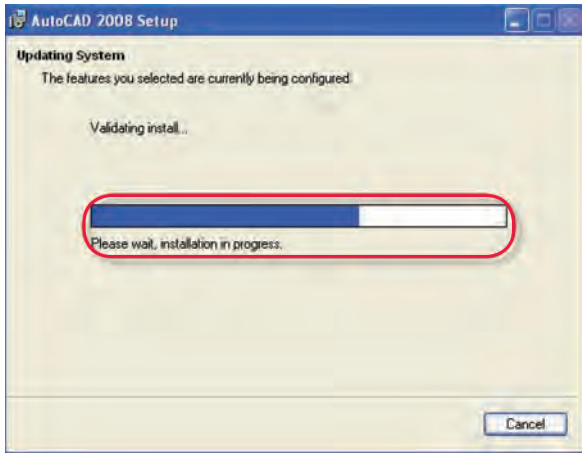 AutoCAD 2008 Setup
Updating System
The features you selected are currently being configured.
Validating install...
Please wait, installation in progress.
Cancel